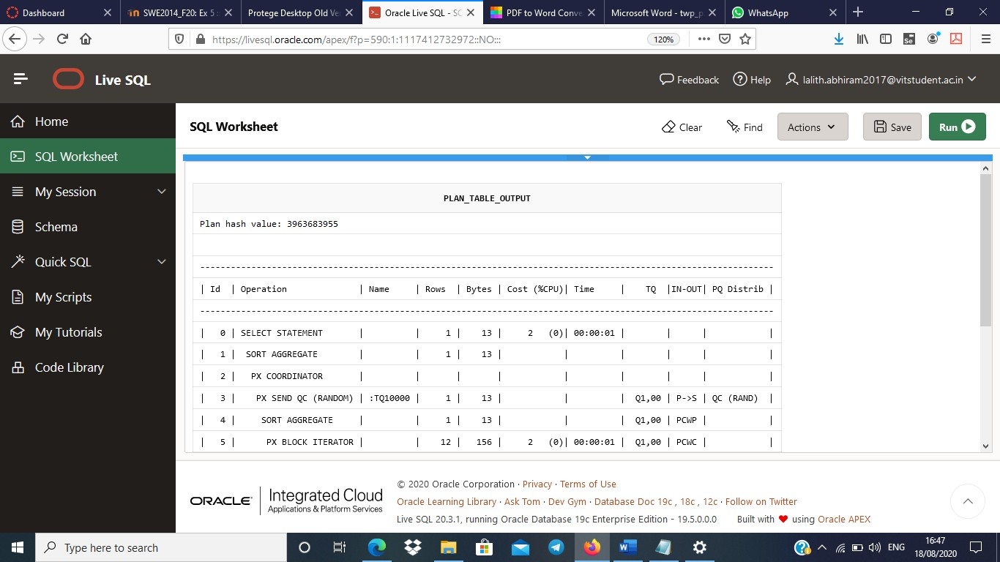 Dashboard
SWE2014_F20: Ex 5 :
Protege Desktop Old Ve
Oracle Live SQL - SC
PDF to Word Conve
Microsoft Word - twp_p
WhatsApp
https://livesql.oracle.com/apex/f?p=590:1:1117412732972::NO:::
120%
Live SQL
Feedback
Help
lalith.abhiram2017@vitstudent.ac.in
Home
SQL Worksheet
My Session
Schema
Quick SQL
My Scripts
My Tutorials
Code Library
SQL Worksheet
Clear
Find
Actions
Save
Run
PLAN_TABLE_OUTPUT
Plan hash value: 3963683955
----------------------------------------------------------------------------------------------------------------
| Id | Operation | Name | Rows | Bytes | Cost (%CPU)| Time | TQ |IN-OUT| PQ Distrib |
----------------------------------------------------------------------------------------------------------------
| 0 | SELECT STATEMENT | | 1 | 13 | 2 (0)| 00:00:01 | | | |
| 1 | SORT AGGREGATE | | 1 | 13 | | | | | |
| 2 | PX COORDINATOR | | | | | | | | |
| 3 | PX SEND QC (RANDOM) | :TQ10000 | 1 | 13 | | | Q1,00 | P->S | QC (RAND) |
| 4 | SORT AGGREGATE | | 1 | 13 | | | Q1,00 | PCWP | |
| 5 | PX BLOCK ITERATOR | | 12 | 156 | 2 (0)| 00:00:01 | Q1,00 | PCWC | |
ORACLE
Integrated Cloud
Applications & Platform Services
© 2020 Oracle Corporation · Privacy · Terms of Use
Oracle Learning Library · Ask Tom · Dev Gym · Database Doc 19c , 18c , 12c · Follow on Twitter
Live SQL 20.3.1, running Oracle Database 19c Enterprise Edition - 19.5.0.0.0 Built with ♥ using Oracle APEX
Type here to search
ENG
16:47
18/08/2020